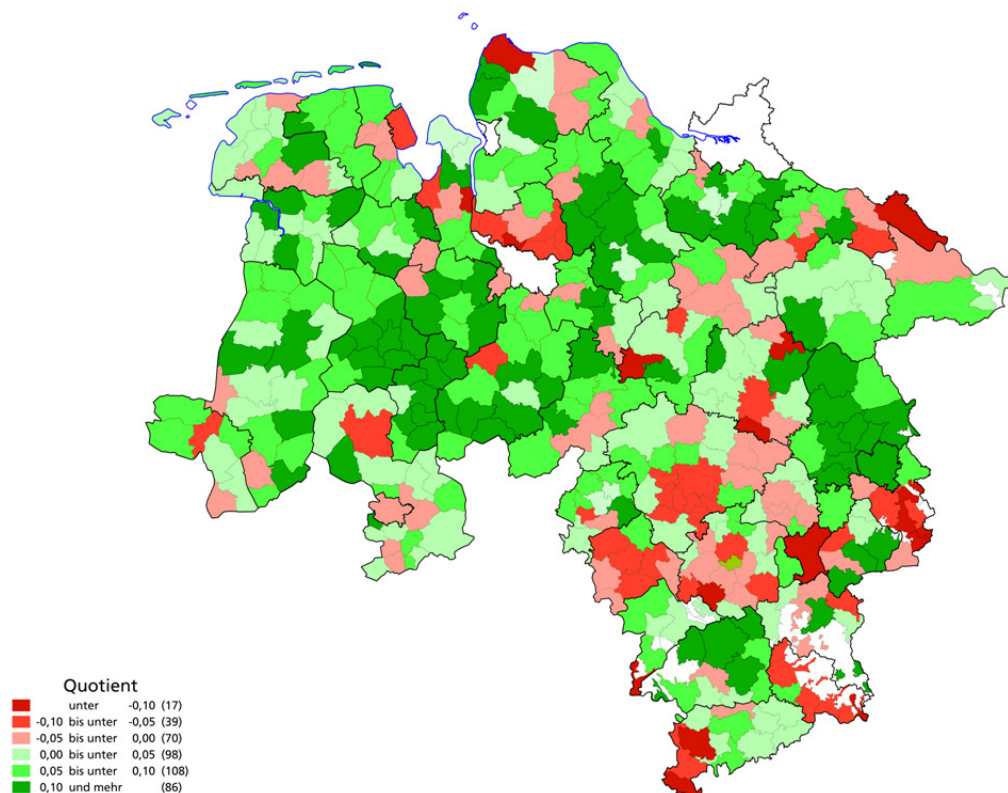 Quotient
unter -0,10 (17)
-0,10 bis unter -0,05 (39)
-0,05 bis unter 0,00 (70)
0,00 bis unter 0,05 (98)
0,05 bis unter 0,10 (108)
0,10 und mehr (86)